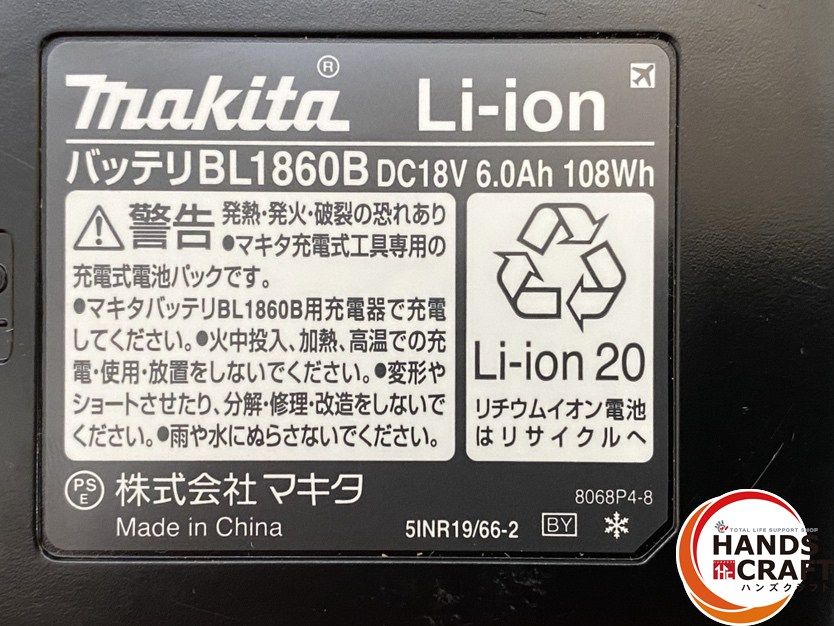 makita® Li-ion
バッテリBL1860B DC18V 6.0Ah 108Wh
警告 発熱・発火・破裂の恐れあり
●マキタ充電式工具専用の
充電式電池パックです。
●マキタバッテリBL1860B用充電器で充電
してください。●火中投入、加熱、高温での充
電・使用・放置をしないでください。●変形や
ショートさせたり、分解・修理・改造をしないで
ください。●雨や水にぬらさないでください。
Li-ion 20
リチウムイオン電池
はリサイクルへ
PS
E
株式会社マキタ
8068P4-8
Made in China
5INR19/66-2 BY
TOTAL LIFE SUPPORT SHOP
HANDS
CRAFT
ハンズクラフト